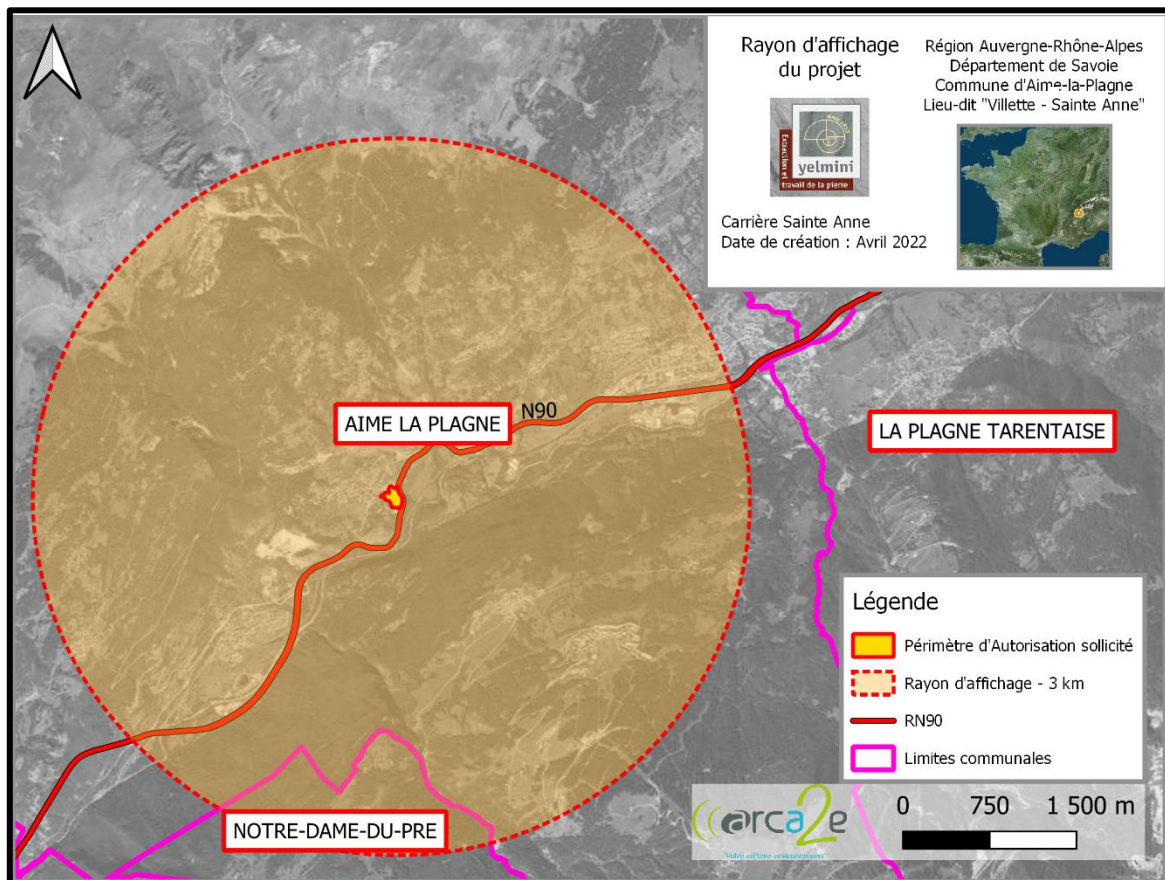 Rayon d'affichage
du projet
yelmini
Extraction et
travail de la pierre
Carrière Sainte Anne
Date de création : Avril 2022
Région Auvergne-Rhône-Alpes
Département de Savoie
Commune d'Aime-la-Plagne
Lieu-dit "Villette - Sainte Anne"
AIME LA PLAGNE
N90
LA PLAGNE TARENTAISE
NOTRE-DAME-DU-PRE
Légende
Périmètre d'Autorisation sollicité
Rayon d'affichage - 3 km
RN90
Limites communales
arca2e
0 750 1 500 m